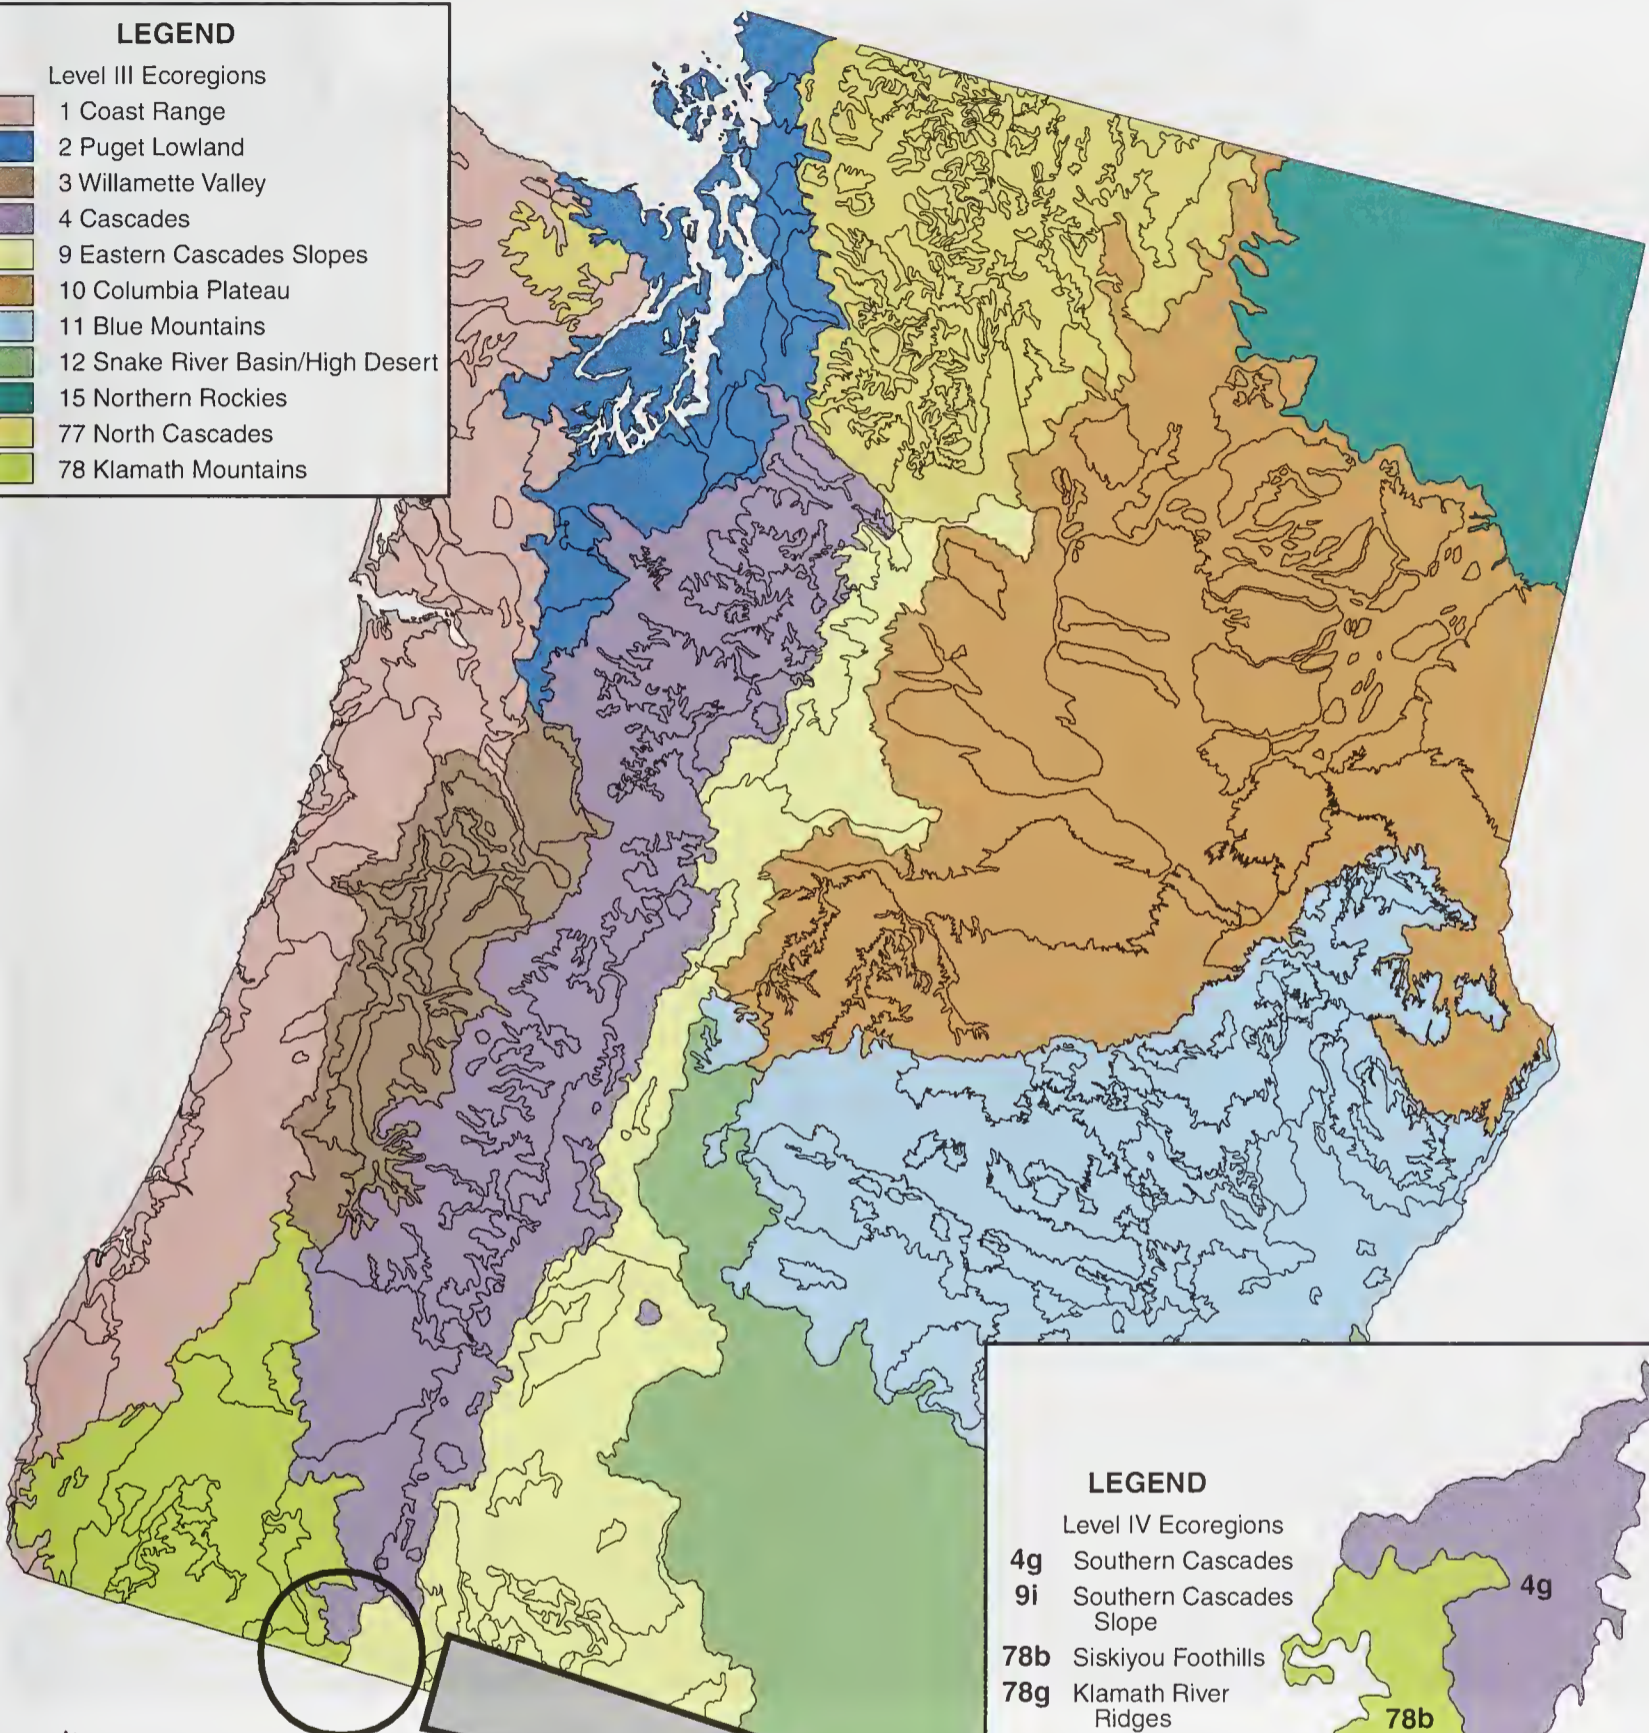 LEGEND
Level III Ecoregions
1 Coast Range
2 Puget Lowland
3 Willamette Valley
4 Cascades
9 Eastern Cascades Slopes
10 Columbia Plateau
11 Blue Mountains
12 Snake River Basin/High Desert
15 Northern Rockies
77 North Cascades
78 Klamath Mountains
LEGEND
Level IV Ecoregions
4g Southern Cascades
9i Southern Cascades
Slope
78b Siskiyou Foothills
78g Klamath River
Ridges
4g
78b